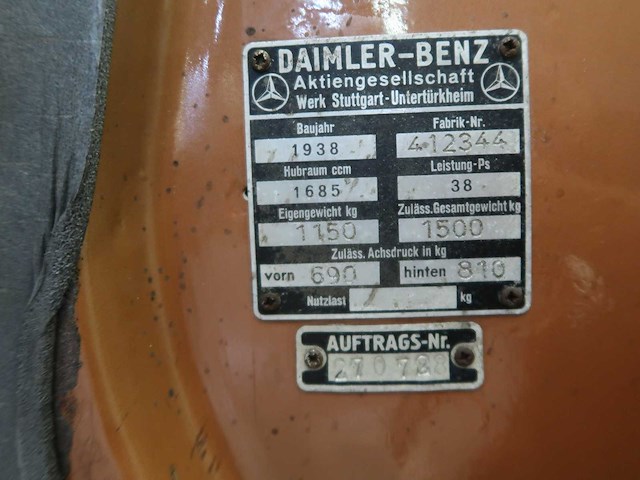 DAIMLER-BENZ
Aktiengesellschaft
Werk Stuttgart-Untertürkheim
Baujahr Fabrik-Nr.
1938 412344
Hubraum ccm Leistung-Ps
1685 38
Eigengewicht kg Zuläss.Gesamtgewicht kg
1150 1500
Zuläss. Achsdruck in kg
vorn 690 hinten 810
Nutzlast kg
AUFTRAGS-Nr.
270728